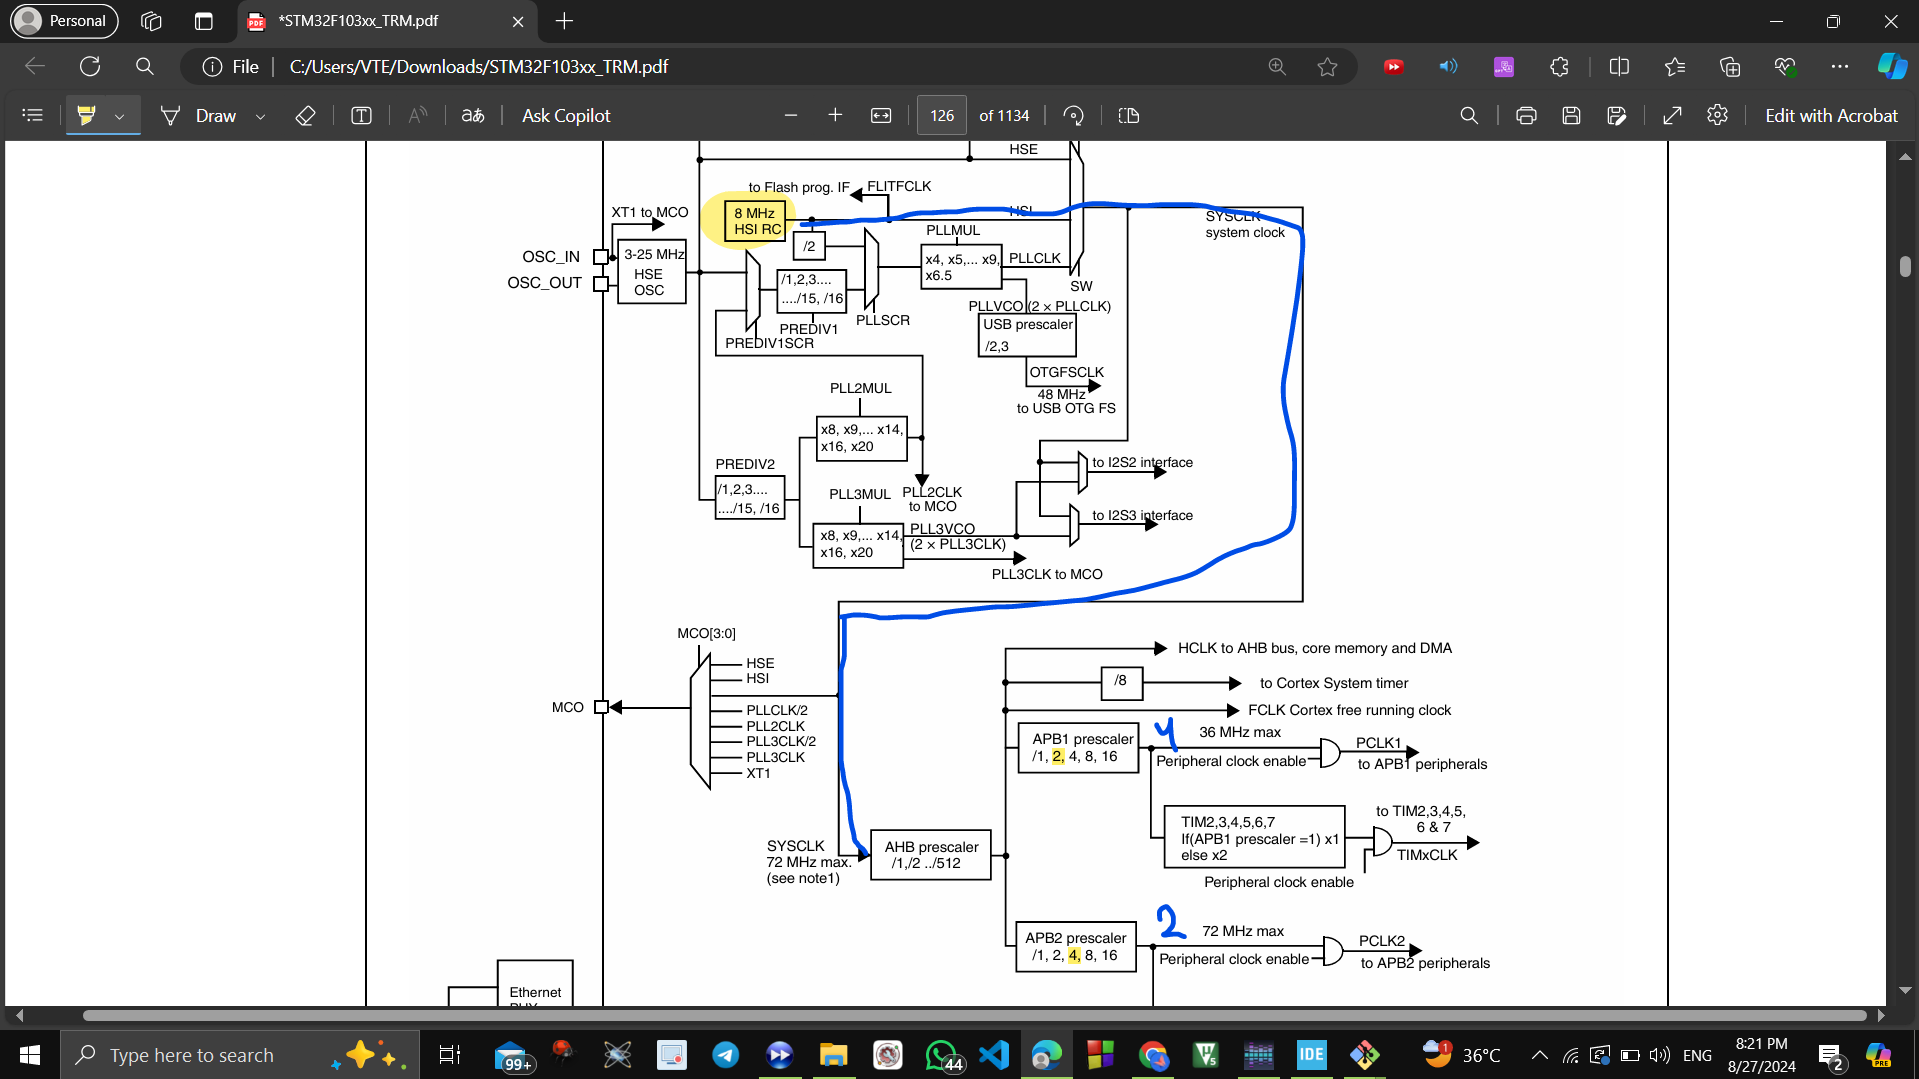 Personal
*STM32F103xx_TRM.pdf
File
C:/Users/VTE/Downloads/STM32F103xx_TRM.pdf
Draw
aあ
Ask Copilot
126
of 1134
Edit with Acrobat
HSE
to Flash prog. IF
FLITFCLK
XT1 to MCO
8 MHz
HSI RC
HSI
SYSCLK
system clock
/2
PLLMUL
OSC_IN
3-25 MHz
x4, x5,... x9,
PLLCLK
HSE
x6.5
OSC_OUT
/1,2,3....
OSC
..../15, /16
SW
PLLVCO (2 × PLLCLK)
PLLSCR
USB prescaler
PREDIV1
PREDIV1SCR
/2,3
OTGFSCLK
PLL2MUL
48 MHz
to USB OTG FS
x8, x9,... x14,
x16, x20
PREDIV2
to I2S2 interface
/1,2,3....
PLL3MUL
PLL2CLK
to MCO
..../15, /16
to I2S3 interface
PLL3VCO
x8, x9,... x14,
(2 × PLL3CLK)
x16, x20
PLL3CLK to MCO
MCO[3:0]
HCLK to AHB bus, core memory and DMA
HSE
HSI
/8
to Cortex System timer
MCO
PLLCLK/2
FCLK Cortex free running clock
PLL2CLK
PLL3CLK/2
PLL3CLK
XT1
APB1 prescaler
/1, 2, 4, 8, 16
36 MHz max
PCLK1
Peripheral clock enable
to APB1 peripherals
TIM2,3,4,5,6,7
If(APB1 prescaler =1) x1
else x2
to TIM2,3,4,5,
6 & 7
TIMxCLK
Peripheral clock enable
SYSCLK
72 MHz max.
(see note1)
AHB prescaler
/1,/2 ../512
2
APB2 prescaler
/1, 2, 4, 8, 16
72 MHz max
PCLK2
Peripheral clock enable
to APB2 peripherals
Ethernet
Type here to search
99+
44
IDE
1
36°C
ENG
8:21 PM
8/27/2024
2
PRE